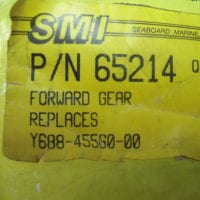 SMI
SEABOARD MARINE
P/N 65214 Q
FORWARD GEAR
REPLACES
Y688-45560-00